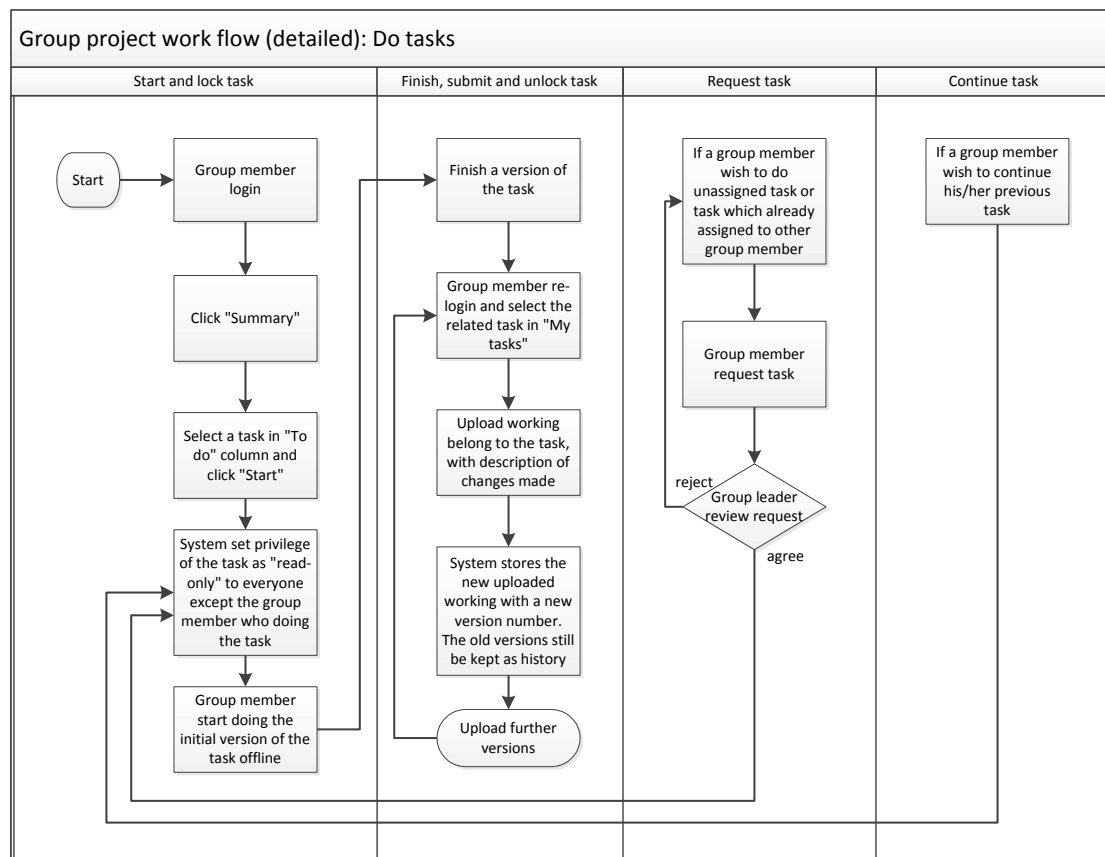 Group project work flow (detailed): Do tasks
Start and lock task
Finish, submit and unlock task
Request task
Continue task
Start
Group member
login
Click "Summary"
Select a task in "To
do" column and
click "Start"
System set privilege
of the task as "read-
only" to everyone
except the group
member who doing
the task
Group member
start doing the
initial version of the
task offline
Finish a version of
the task
Group member re-
login and select the
related task in "My
tasks"
Upload working
belong to the task,
with description of
changes made
System stores the
new uploaded
working with a new
version number.
The old versions still
be kept as history
Upload further
versions
If a group member
wish to do
unassigned task or
task which already
assigned to other
group member
Group member
request task
reject
Group leader
review request
agree
If a group member
wish to continue
his/her previous
task